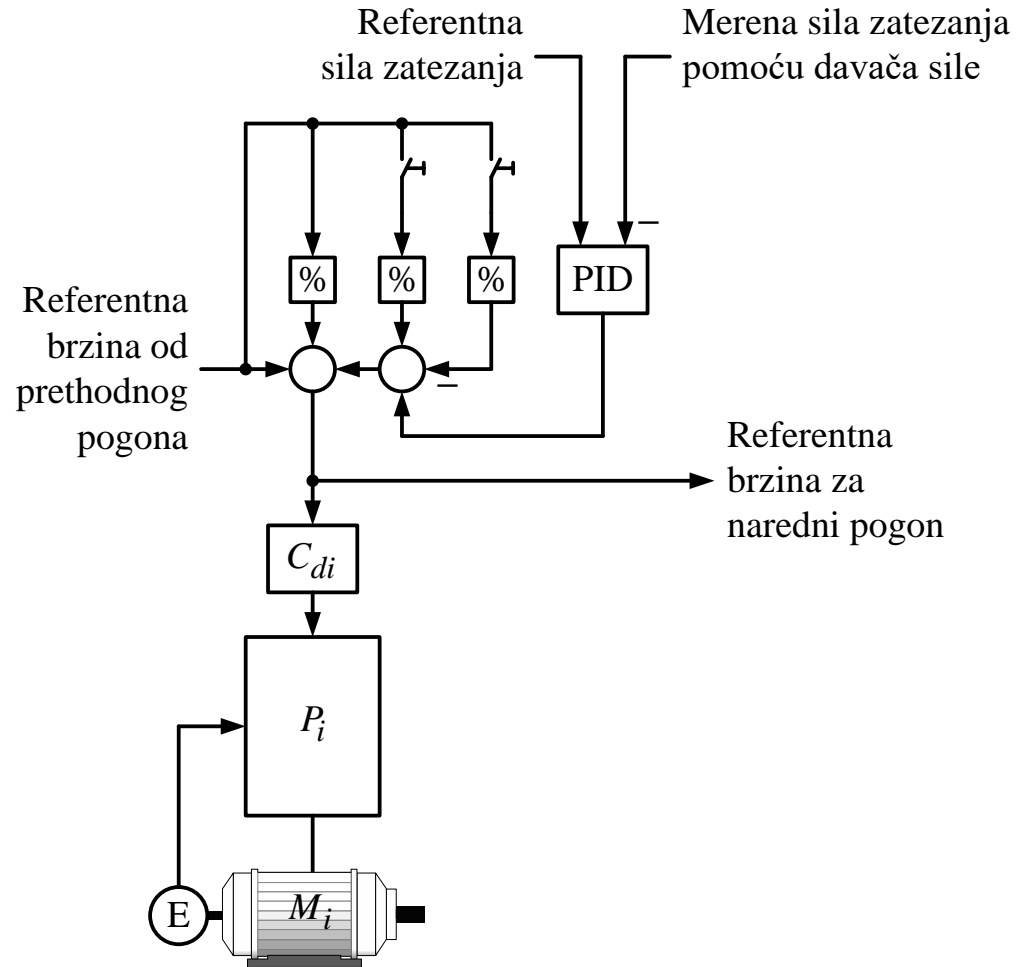 Referentna
sila zatezanja
Merena sila zatezanja
pomoću davača sile
–
% % %
PID
Referentna
brzina od
prethodnog
pogona
–
Referentna
brzina za
naredni pogon
C_di
P_i
E
M_i